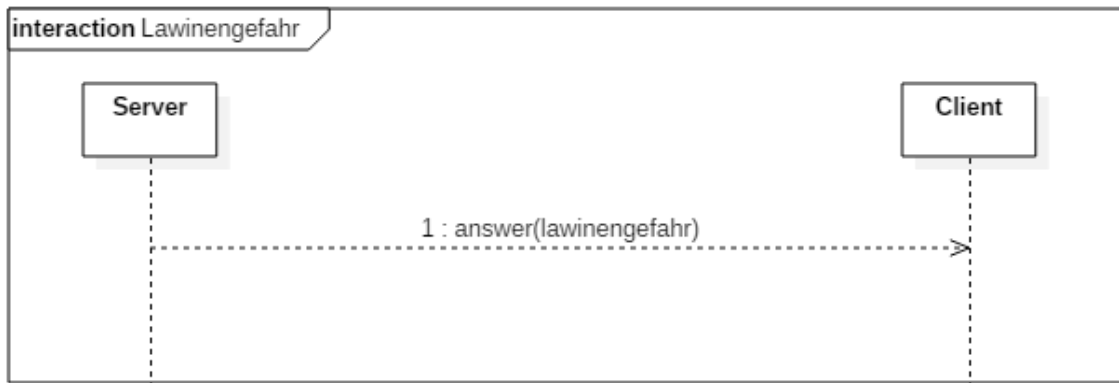 interaction Lawinengefahr
Server
Client
1 : answer(lawinengefahr)